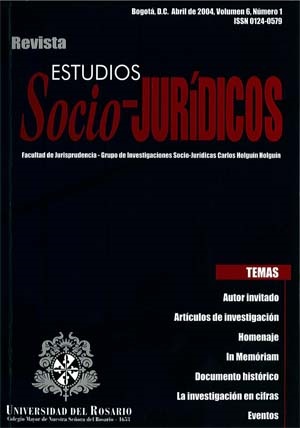 Bogotá, D.C. Abril de 2004, Volumen 6, Número 1
ISSN 0124-0579
Revista
ESTUDIOS
Socio-JURÍDICOS
Facultad de Jurisprudencia - Grupo de Investigaciones Socio-Jurídicas Carlos Holguín Holguín
TEMAS
Autor invitado
Artículos de investigación
Homenaje
In Memóriam
Documento histórico
La investigación en cifras
Eventos
UNIVERSIDAD DEL ROSARIO
Colegio Mayor de Nuestra Señora del Rosario - 1653